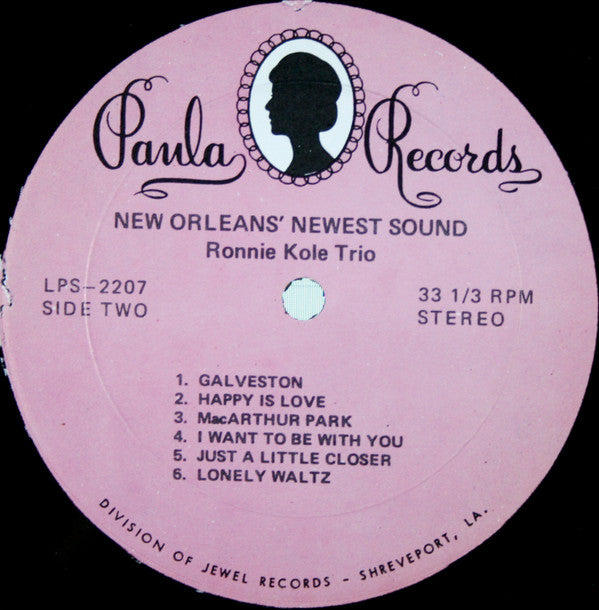 Paula Records
NEW ORLEANS' NEWEST SOUND
Ronnie Kole Trio
LPS-2207
SIDE TWO
33 1/3 RPM
STEREO
1. GALVESTON
2. HAPPY IS LOVE
3. MacARTHUR PARK
4. I WANT TO BE WITH YOU
5. JUST A LITTLE CLOSER
6. LONELY WALTZ
DIVISION OF JEWEL RECORDS - SHREVEPORT, LA.